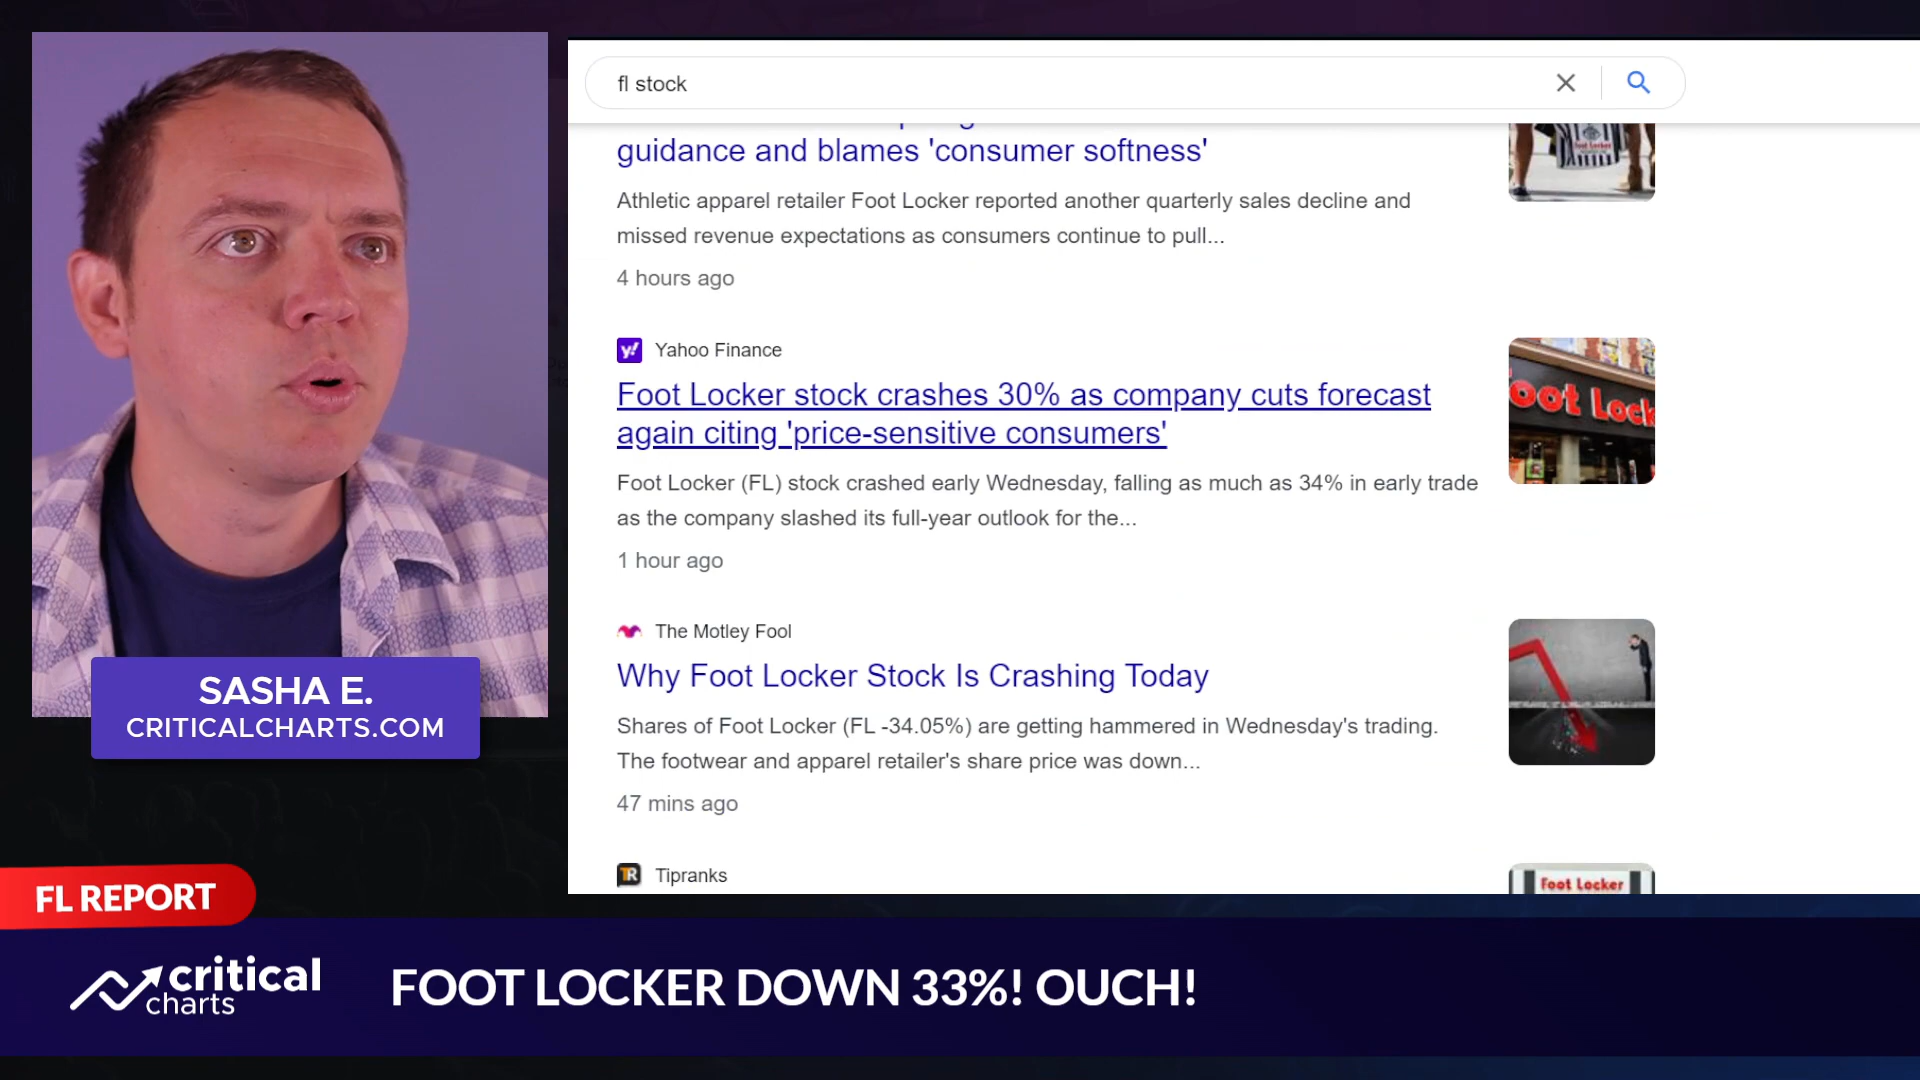 fl stock
guidance and blames 'consumer softness'
Athletic apparel retailer Foot Locker reported another quarterly sales decline and
missed revenue expectations as consumers continue to pull...
4 hours ago
y!
Yahoo Finance
Foot Locker stock crashes 30% as company cuts forecast
again citing 'price-sensitive consumers'
oot Lock
Foot Locker (FL) stock crashed early Wednesday, falling as much as 34% in early trade
as the company slashed its full-year outlook for the...
1 hour ago
The Motley Fool
Why Foot Locker Stock Is Crashing Today
Shares of Foot Locker (FL -34.05%) are getting hammered in Wednesday's trading.
The footwear and apparel retailer's share price was down...
47 mins ago
TR
Tipranks
Foot Locker
SASHA E.
CRITICALCHARTS.COM
FL REPORT
critical
charts
FOOT LOCKER DOWN 33%! OUCH!